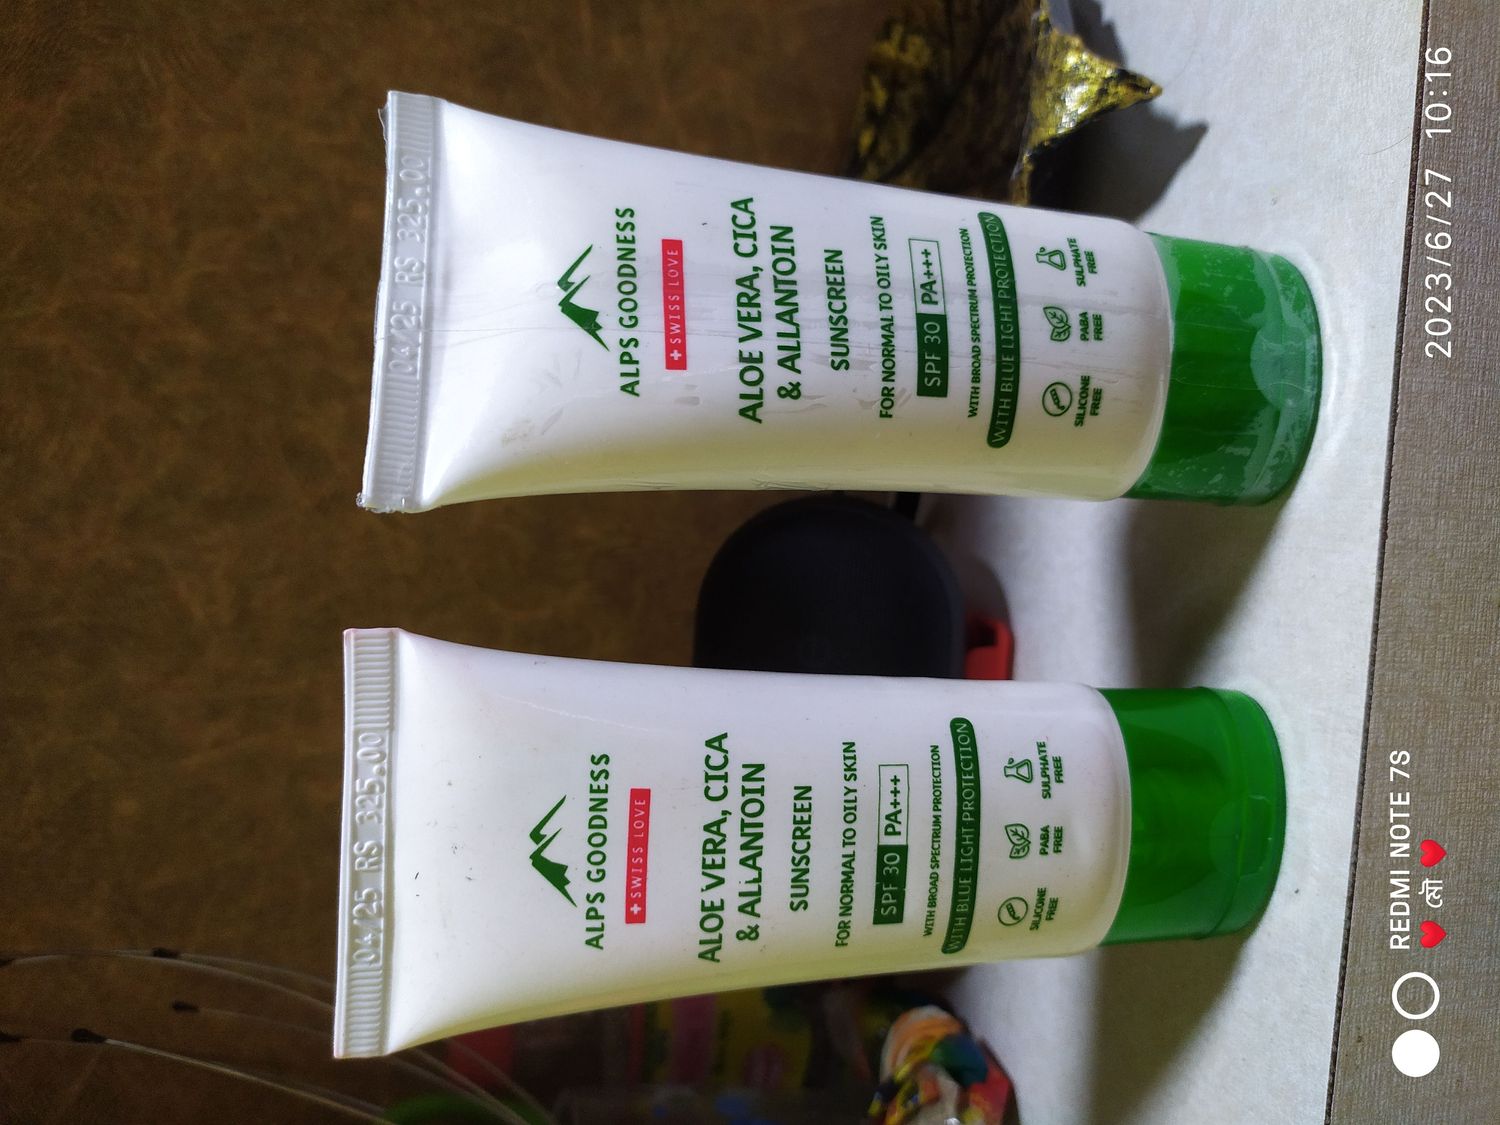 04/25 RS 325.00
ALPS GOODNESS
+ SWISS LOVE
ALOE VERA, CICA
& ALLANTOIN
SUNSCREEN
FOR NORMAL TO OILY SKIN
SPF 30 PA+++
WITH BROAD SPECTRUM PROTECTION
WITH BLUE LIGHT PROTECTION
SILICONE
FREE
PABA
FREE
SULPHATE
FREE
04/25 RS 325.00
ALPS GOODNESS
+ SWISS LOVE
ALOE VERA, CICA
& ALLANTOIN
SUNSCREEN
FOR NORMAL TO OILY SKIN
SPF 30 PA+++
WITH BROAD SPECTRUM PROTECTION
WITH BLUE LIGHT PROTECTION
SILICONE
FREE
PABA
FREE
SULPHATE
FREE
REDMI NOTE 7S
❤ মৌ ❤
2023/6/27 10:16